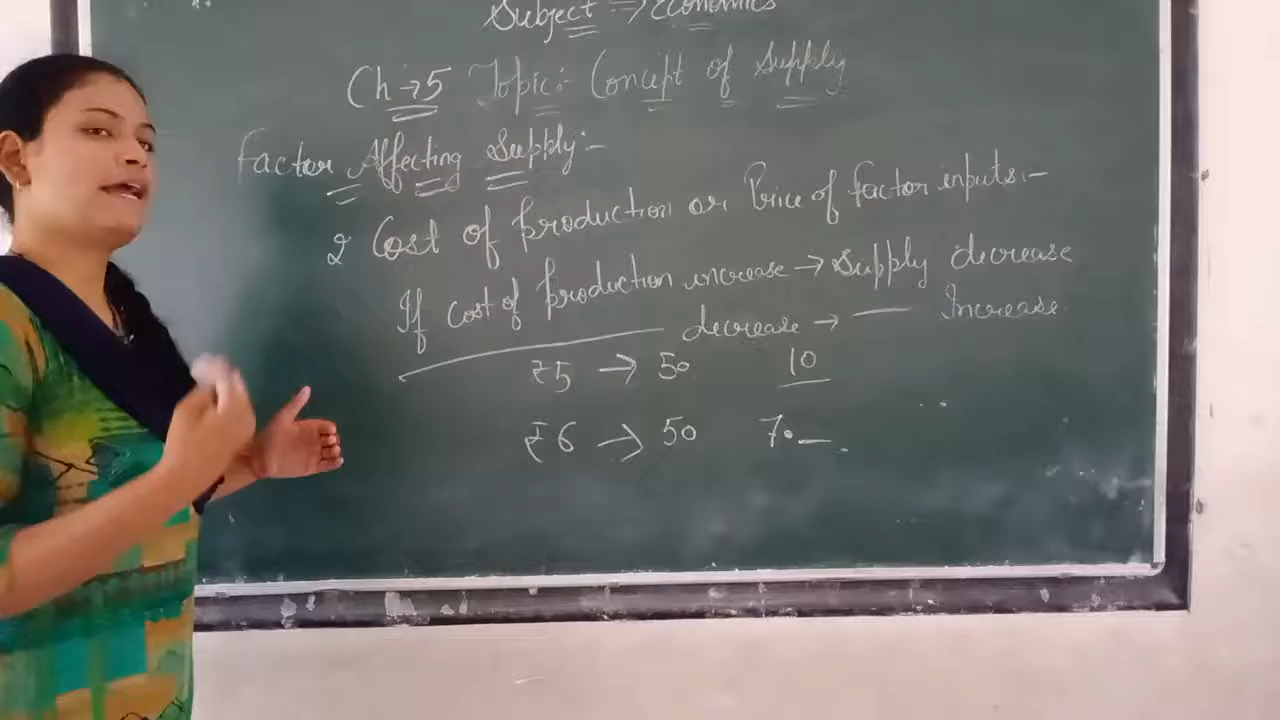 Subject :→ Economics
Ch →5 Topic:- Concept of Supply
Factor Affecting Supply:-
2 Cost of production or Price of factor inputs:-
If cost of production increase → Supply decrease
decrease → — Increase
₹5 → 50 10
₹6 → 50 70